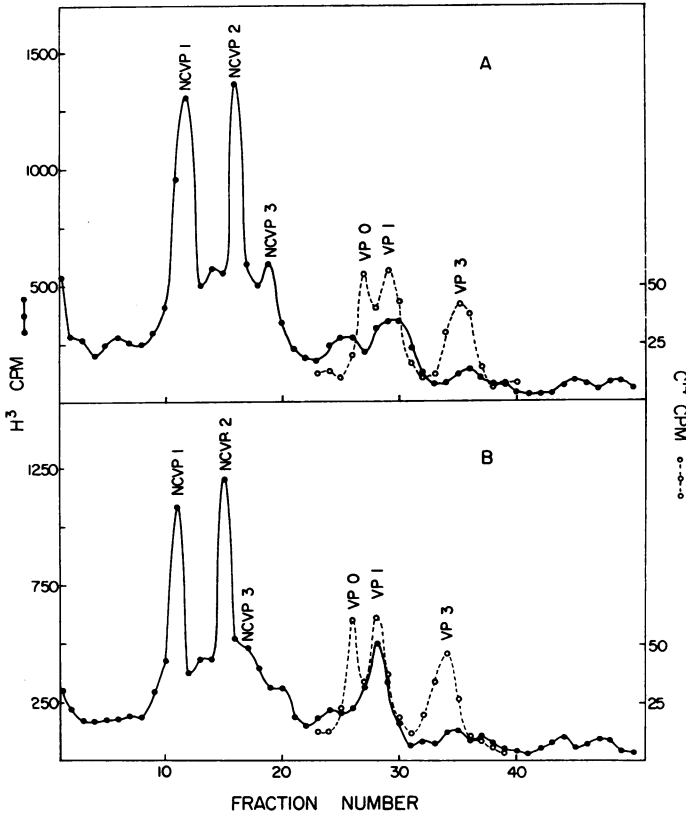 1500
1000
500
H³ CPM
NCVP 1
NCVP 2
NCVP 3
VP 0
VP 1
VP 3
A
50
25
C¹⁴ CPM
1250
750
250
NCVP 1
NCVR 2
NCVP 3
VP 0
VP 1
VP 3
B
50
25
10
20
30
40
FRACTION NUMBER